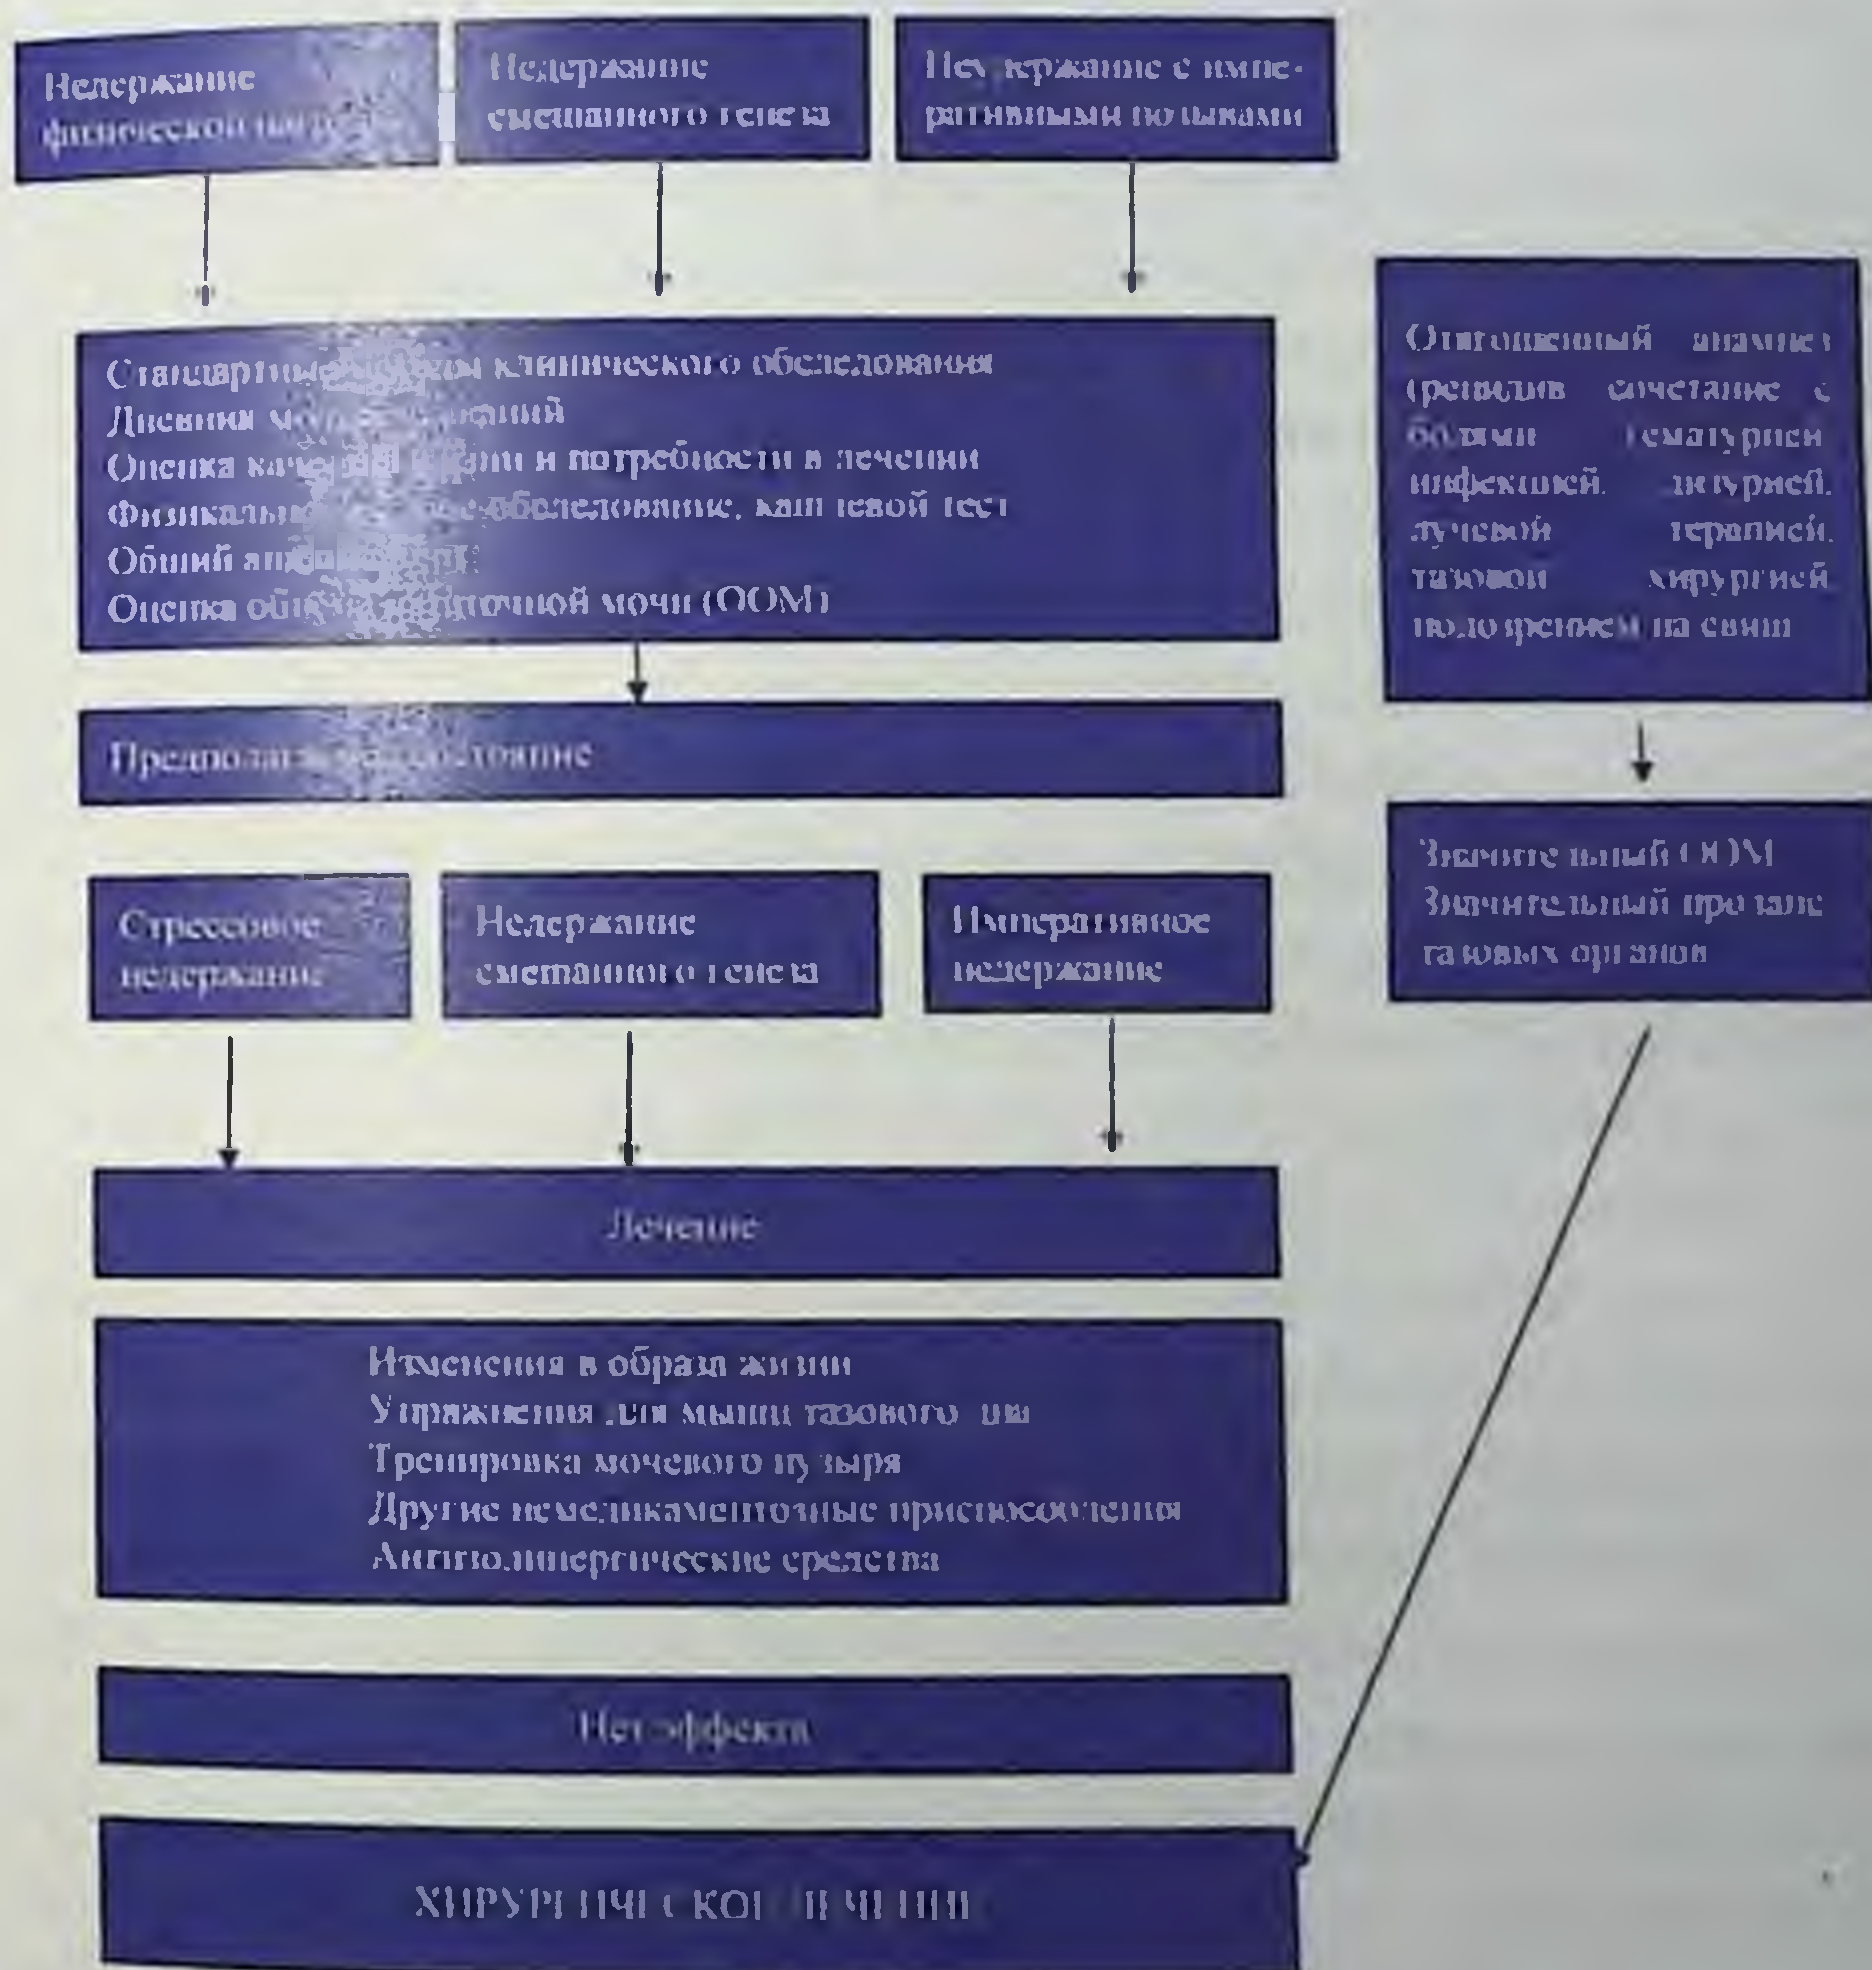 Недержание
физической
Недержание
смешанного генеза
Неудержание с импе-
ративными позывами
Стандартные методы клинического обследования
Дневник мочеиспусканий
Оценка качества жизни и потребности в лечении
Физикальное обследование, кашлевой тест
Общий анализ
Оценка остаточной мочи (ООМ)
Предполагаемое состояние
Отягощенный анамнез
(рецидив сочетание с
болями гематурией
инфекцией, дизурией,
лучевой терапией,
тазовой хирургией
подозрением на свищ
Значительный ООМ
Значительный пролапс
тазовых органов
Стрессовое
недержание
Недержание
смешанного генеза
Императивное
недержание
Лечение
Изменения в образе жизни
Упражнения для мышц тазового дна
Тренировка мочевого пузыря
Другие немедикаментозные приспособления
Антихолинергические средства
Нет эффекта
ХИРУРГИЧЕСКОЕ ЛЕЧЕНИЕ